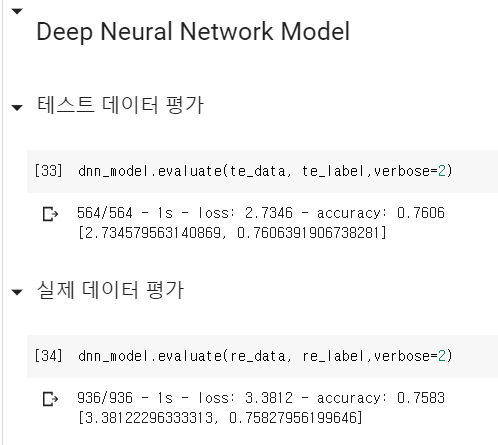 Deep Neural Network Model
테스트 데이터 평가
[33] dnn_model.evaluate(te_data, te_label,verbose=2)
564/564 - 1s - loss: 2.7346 - accuracy: 0.7606
[2.734579563140869, 0.7606391906738281]
실제 데이터 평가
[34] dnn_model.evaluate(re_data, re_label,verbose=2)
936/936 - 1s - loss: 3.3812 - accuracy: 0.7583
[3.38122296333313, 0.75827956199646]